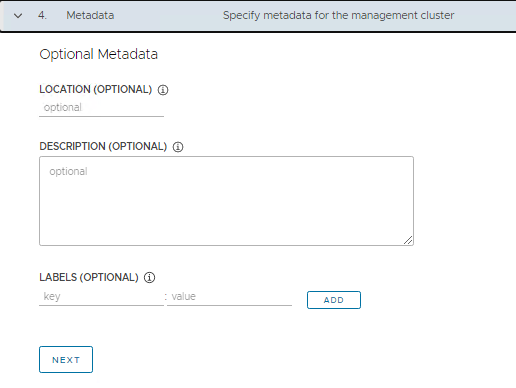 4. Metadata Specify metadata for the management cluster
Optional Metadata
LOCATION (OPTIONAL)
optional
DESCRIPTION (OPTIONAL)
optional
LABELS (OPTIONAL)
key : value ADD
NEXT